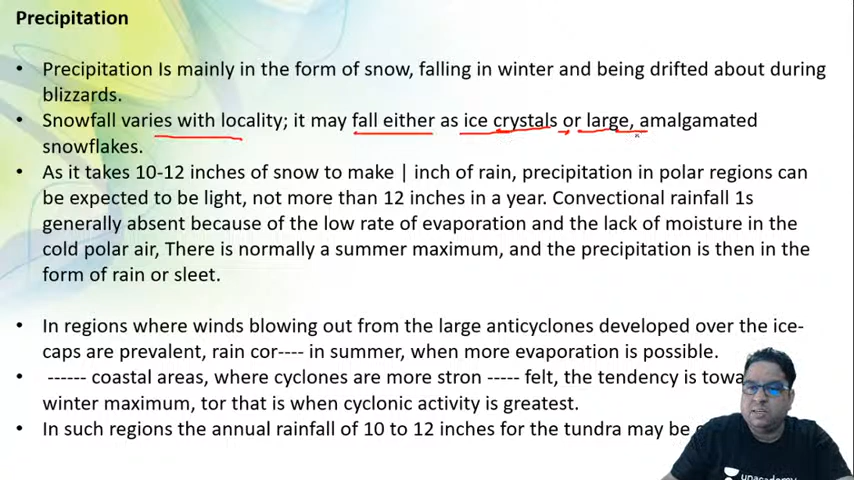 Precipitation
• Precipitation Is mainly in the form of snow, falling in winter and being drifted about during
blizzards.
• Snowfall varies with locality; it may fall either as ice crystals or large, amalgamated
snowflakes.
• As it takes 10-12 inches of snow to make | inch of rain, precipitation in polar regions can
be expected to be light, not more than 12 inches in a year. Convectional rainfall 1s
generally absent because of the low rate of evaporation and the lack of moisture in the
cold polar air, There is normally a summer maximum, and the precipitation is then in the
form of rain or sleet.
• In regions where winds blowing out from the large anticyclones developed over the ice-
caps are prevalent, rain cor---- in summer, when more evaporation is possible.
• ------ coastal areas, where cyclones are more stron ----- felt, the tendency is
winter maximum, tor that is when cyclonic activity is greatest.
• In such regions the annual rainfall of 10 to 12 inches for the tundra may be
unacademy